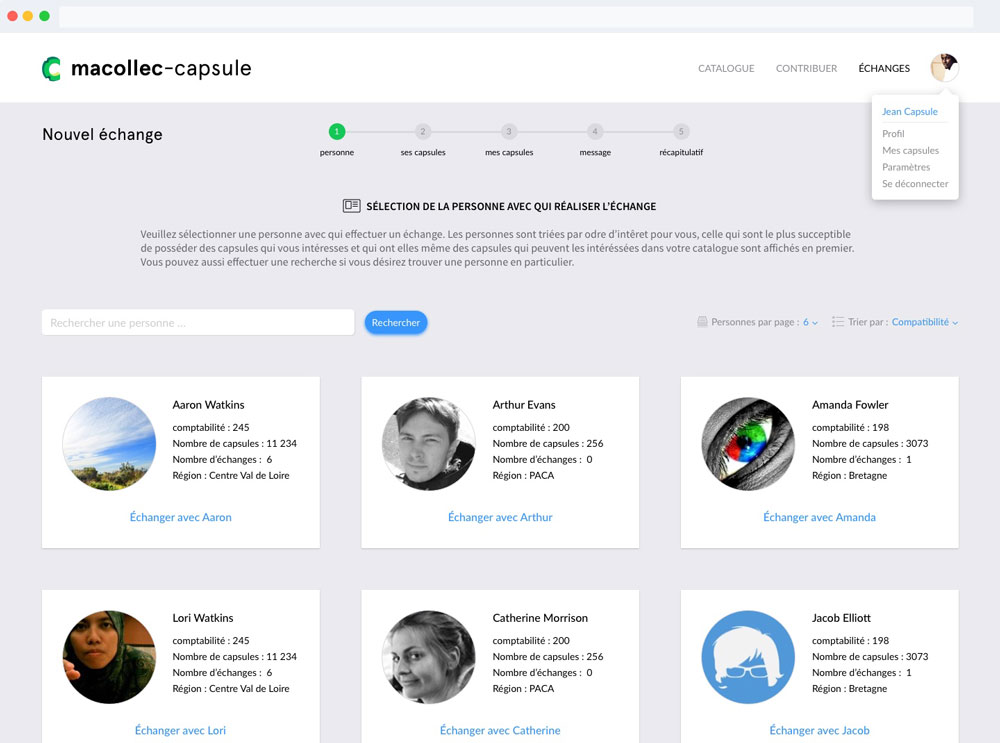 macollec-capsule
CATALOGUE CONTRIBUER ÉCHANGES
Jean Capsule
Profil
Mes capsules
Paramètres
Se déconnecter
Nouvel échange
1 2 3 4 5
personne ses capsules mes capsules message récapitulatif
SÉLECTION DE LA PERSONNE AVEC QUI RÉALISER L'ÉCHANGE
Veuillez sélectionner une personne avec qui effectuer un échange. Les personnes sont triées par odre d'intêret pour vous, celle qui sont le plus susceptible
de posséder des capsules qui vous intéresses et qui ont elles même des capsules qui peuvent les intéréssées dans votre catalogue sont affichés en premier.
Vous pouvez aussi effectuer une recherche si vous désirez trouver une personne en particulier.
Rechercher une personne ... Rechercher Personnes par page : 6 Trier par : Compatibilité
Aaron Watkins
comptabilité : 245
Nombre de capsules : 11 234
Nombre d'échanges : 6
Région : Centre Val de Loire
Échanger avec Aaron
Arthur Evans
comptabilité : 200
Nombre de capsules : 256
Nombre d'échanges : 0
Région : PACA
Échanger avec Arthur
Amanda Fowler
comptabilité : 198
Nombre de capsules : 3073
Nombre d'échanges : 1
Région : Bretagne
Échanger avec Amanda
Lori Watkins
comptabilité : 245
Nombre de capsules : 11 234
Nombre d'échanges : 6
Région : Centre Val de Loire
Échanger avec Lori
Catherine Morrison
comptabilité : 200
Nombre de capsules : 256
Nombre d'échanges : 0
Région : PACA
Échanger avec Catherine
Jacob Elliott
comptabilité : 198
Nombre de capsules : 3073
Nombre d'échanges : 1
Région : Bretagne
Échanger avec Jacob